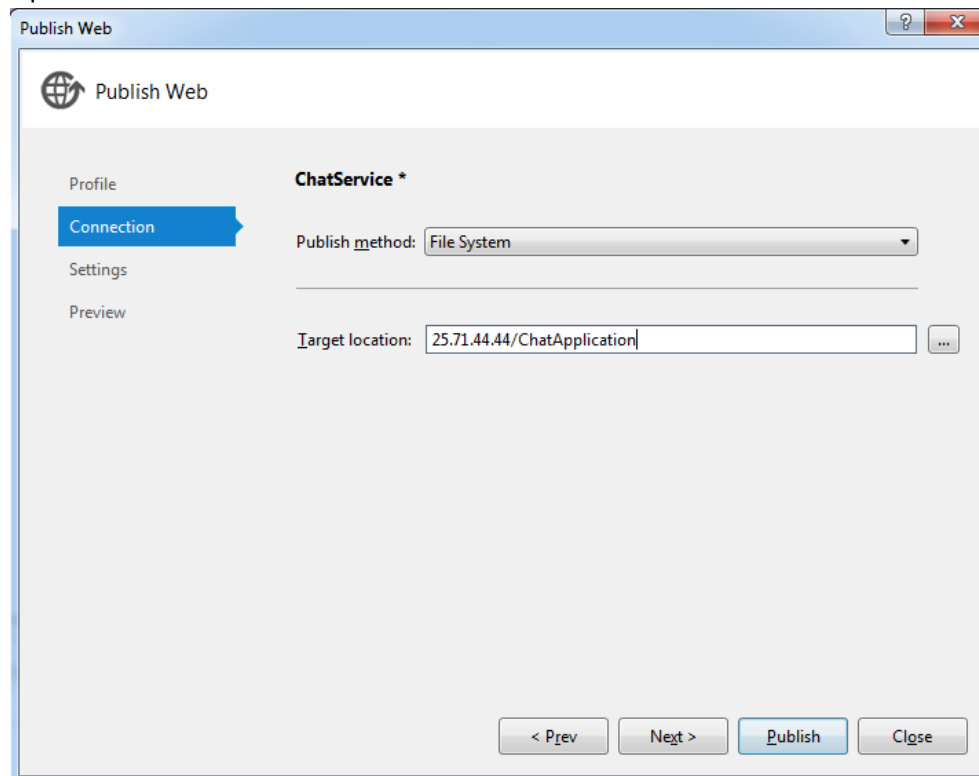 Publish Web
Publish Web
Profile
Connection
Settings
Preview
ChatService *
Publish method: File System
Target location: 25.71.44.44/ChatApplication
...
< Prev
Next >
Publish
Close